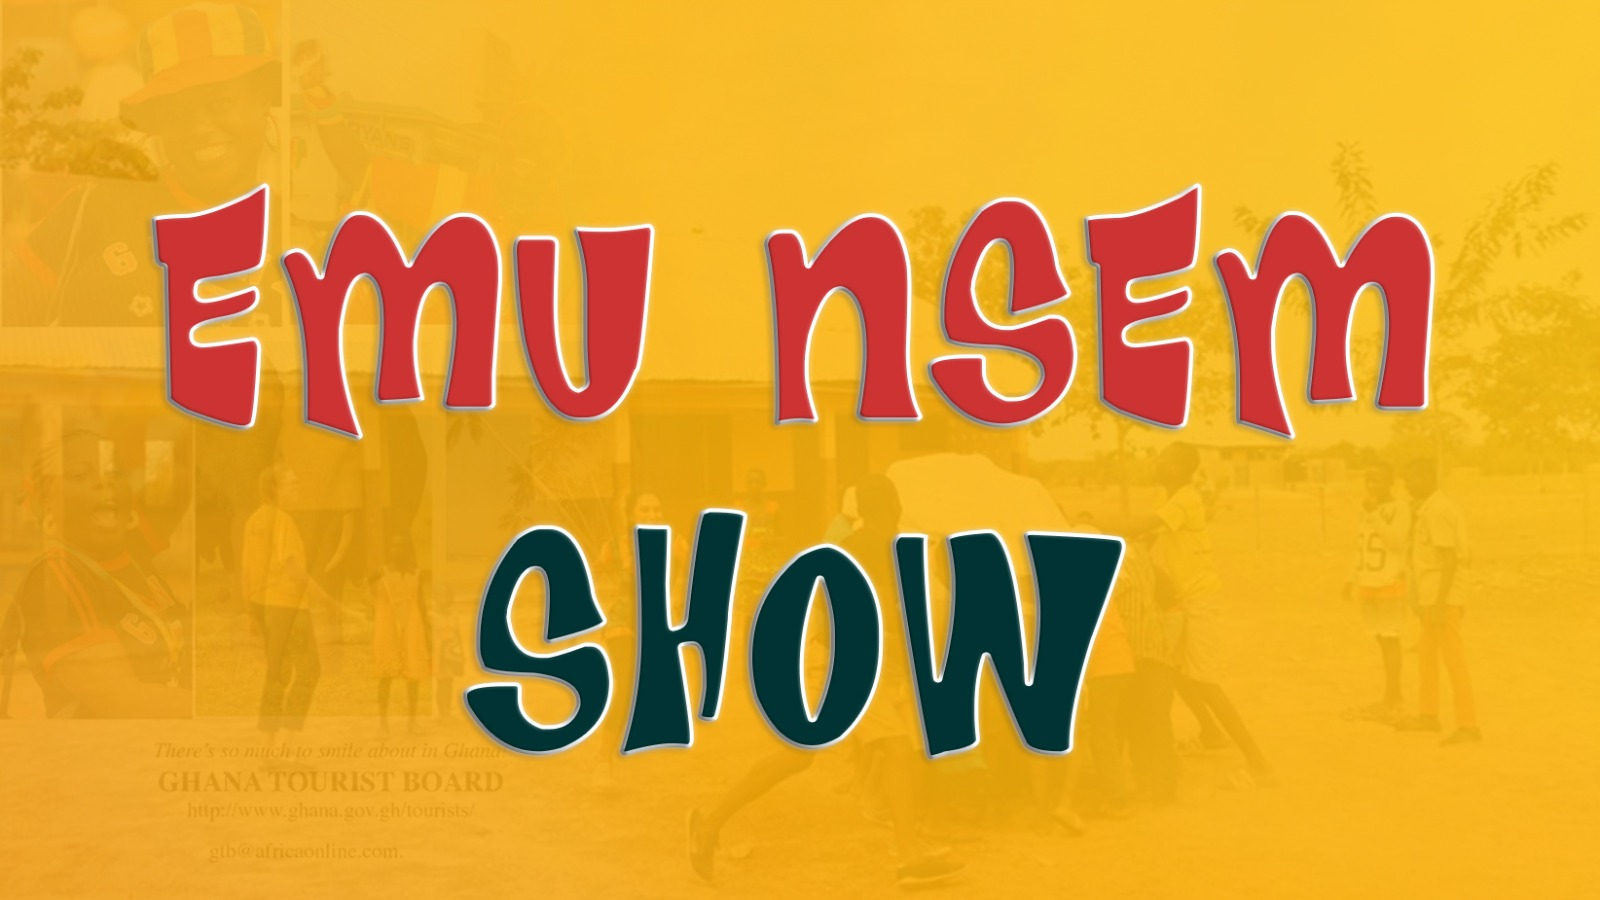 EMU NSEM
SHOW
There's so much to smile about in Ghana!
GHANA TOURIST BOARD
http://www.ghana.gov.gh/tourists/
gtb@africaonline.com.